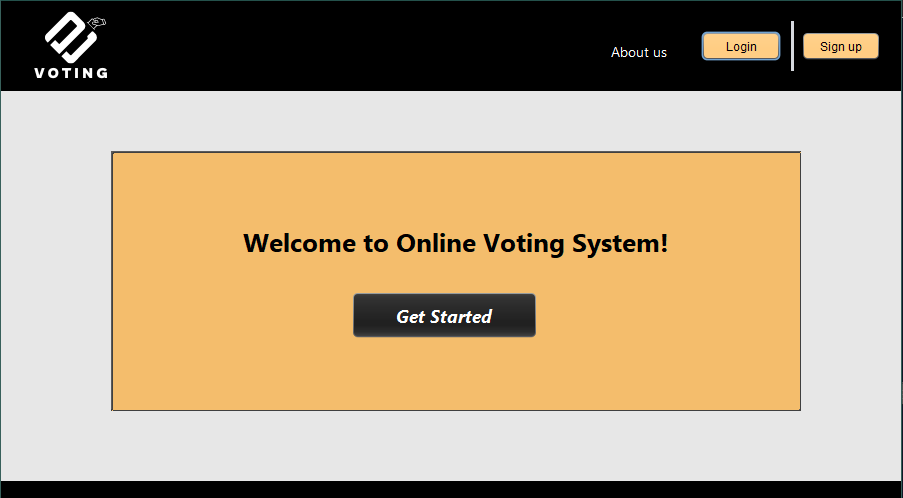 VOTING
About us
Login
Sign up
Welcome to Online Voting System!
Get Started